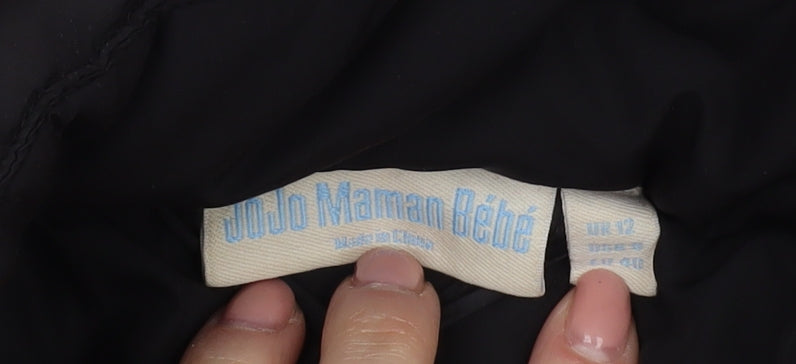 JoJo Maman Bébé
Made in China
UK 12